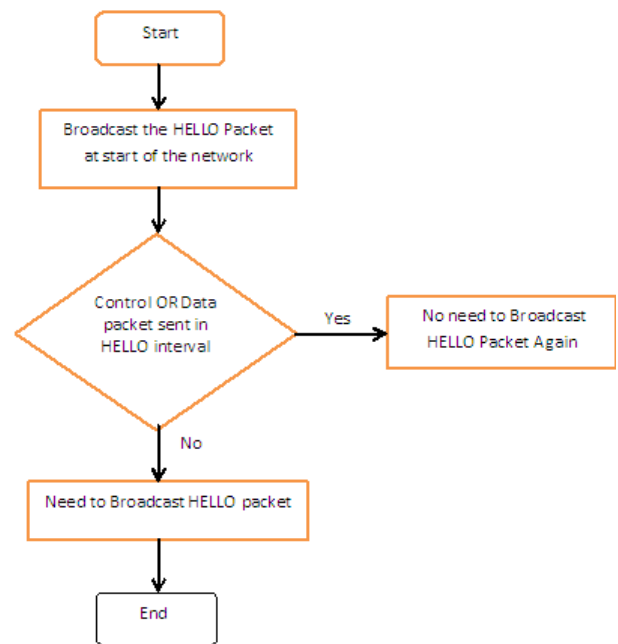 Start
Broadcast the HELLO Packet
at start of the network
Control OR Data
packet sent in
HELLO interval
Yes
No need to Broadcast
HELLO Packet Again
No
Need to Broadcast HELLO packet
End